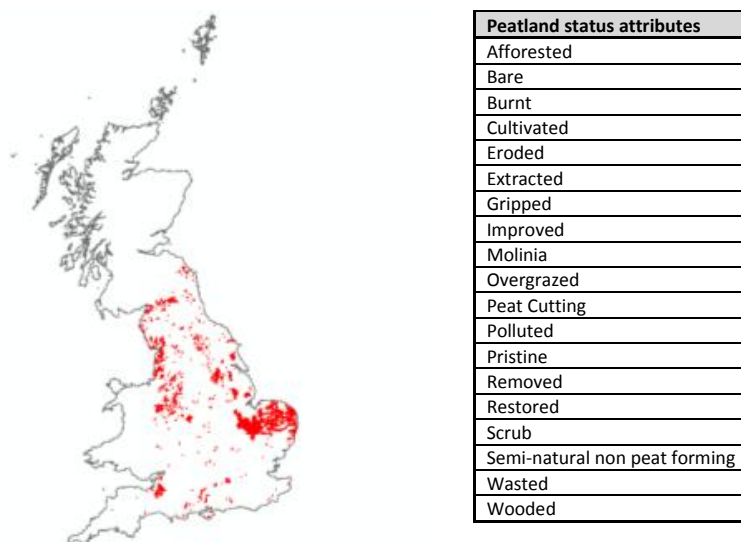 Peatland status attributes
Afforested
Bare
Burnt
Cultivated
Eroded
Extracted
Gripped
Improved
Molinia
Overgrazed
Peat Cutting
Polluted
Pristine
Removed
Restored
Scrub
Semi-natural non peat forming
Wasted
Wooded